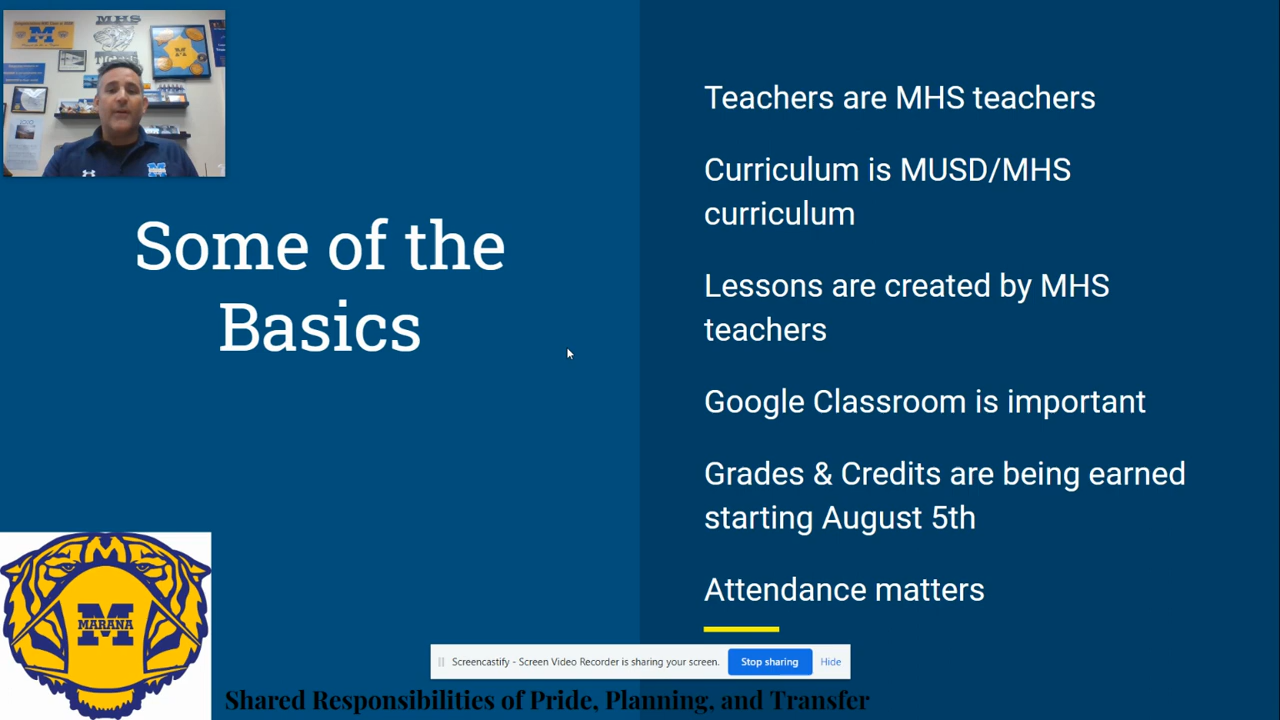 MHS
M
M
TIGERS
M
Some of the
Basics
Teachers are MHS teachers
Curriculum is MUSD/MHS
curriculum
Lessons are created by MHS
teachers
Google Classroom is important
Grades & Credits are being earned
starting August 5th
Attendance matters
M
MARANA
Screencastify - Screen Video Recorder is sharing your screen.
Stop sharing
Hide
Shared Responsibilities of Pride, Planning, and Transfer